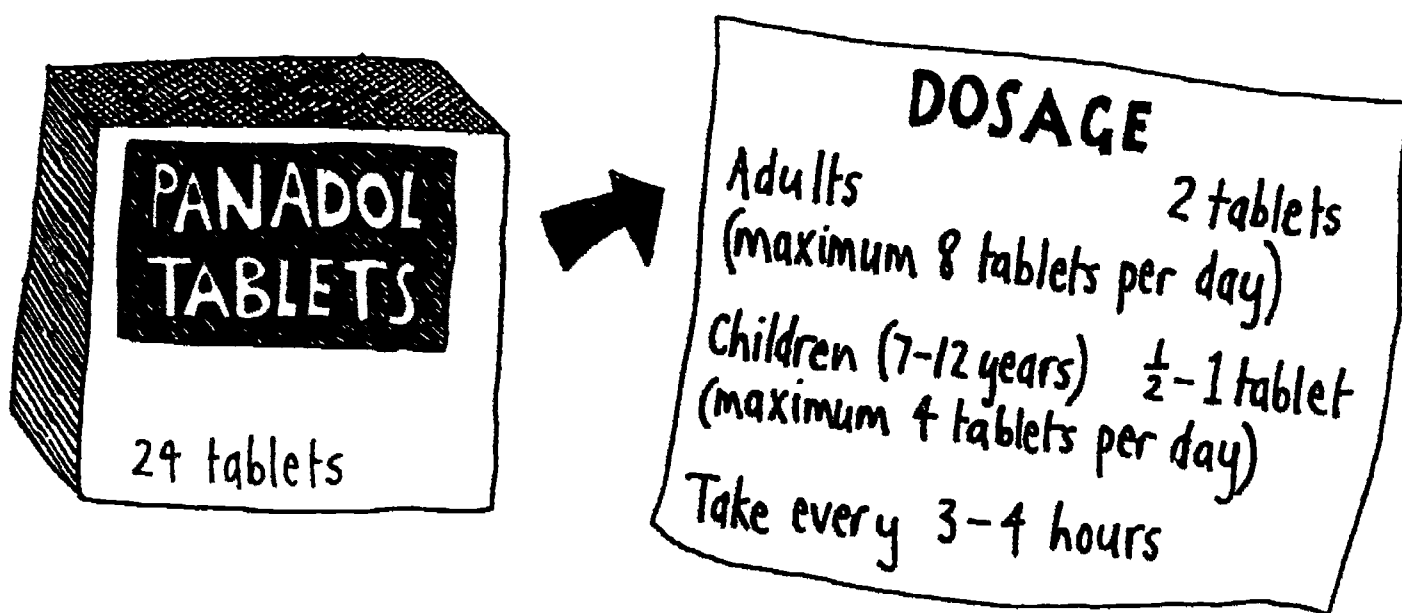 PANADOL
TABLETS
24 tablets
DOSAGE
Adults 2 tablets
(maximum 8 tablets per day)
Children (7-12 years) ½-1 tablet
(maximum 4 tablets per day)
Take every 3-4 hours